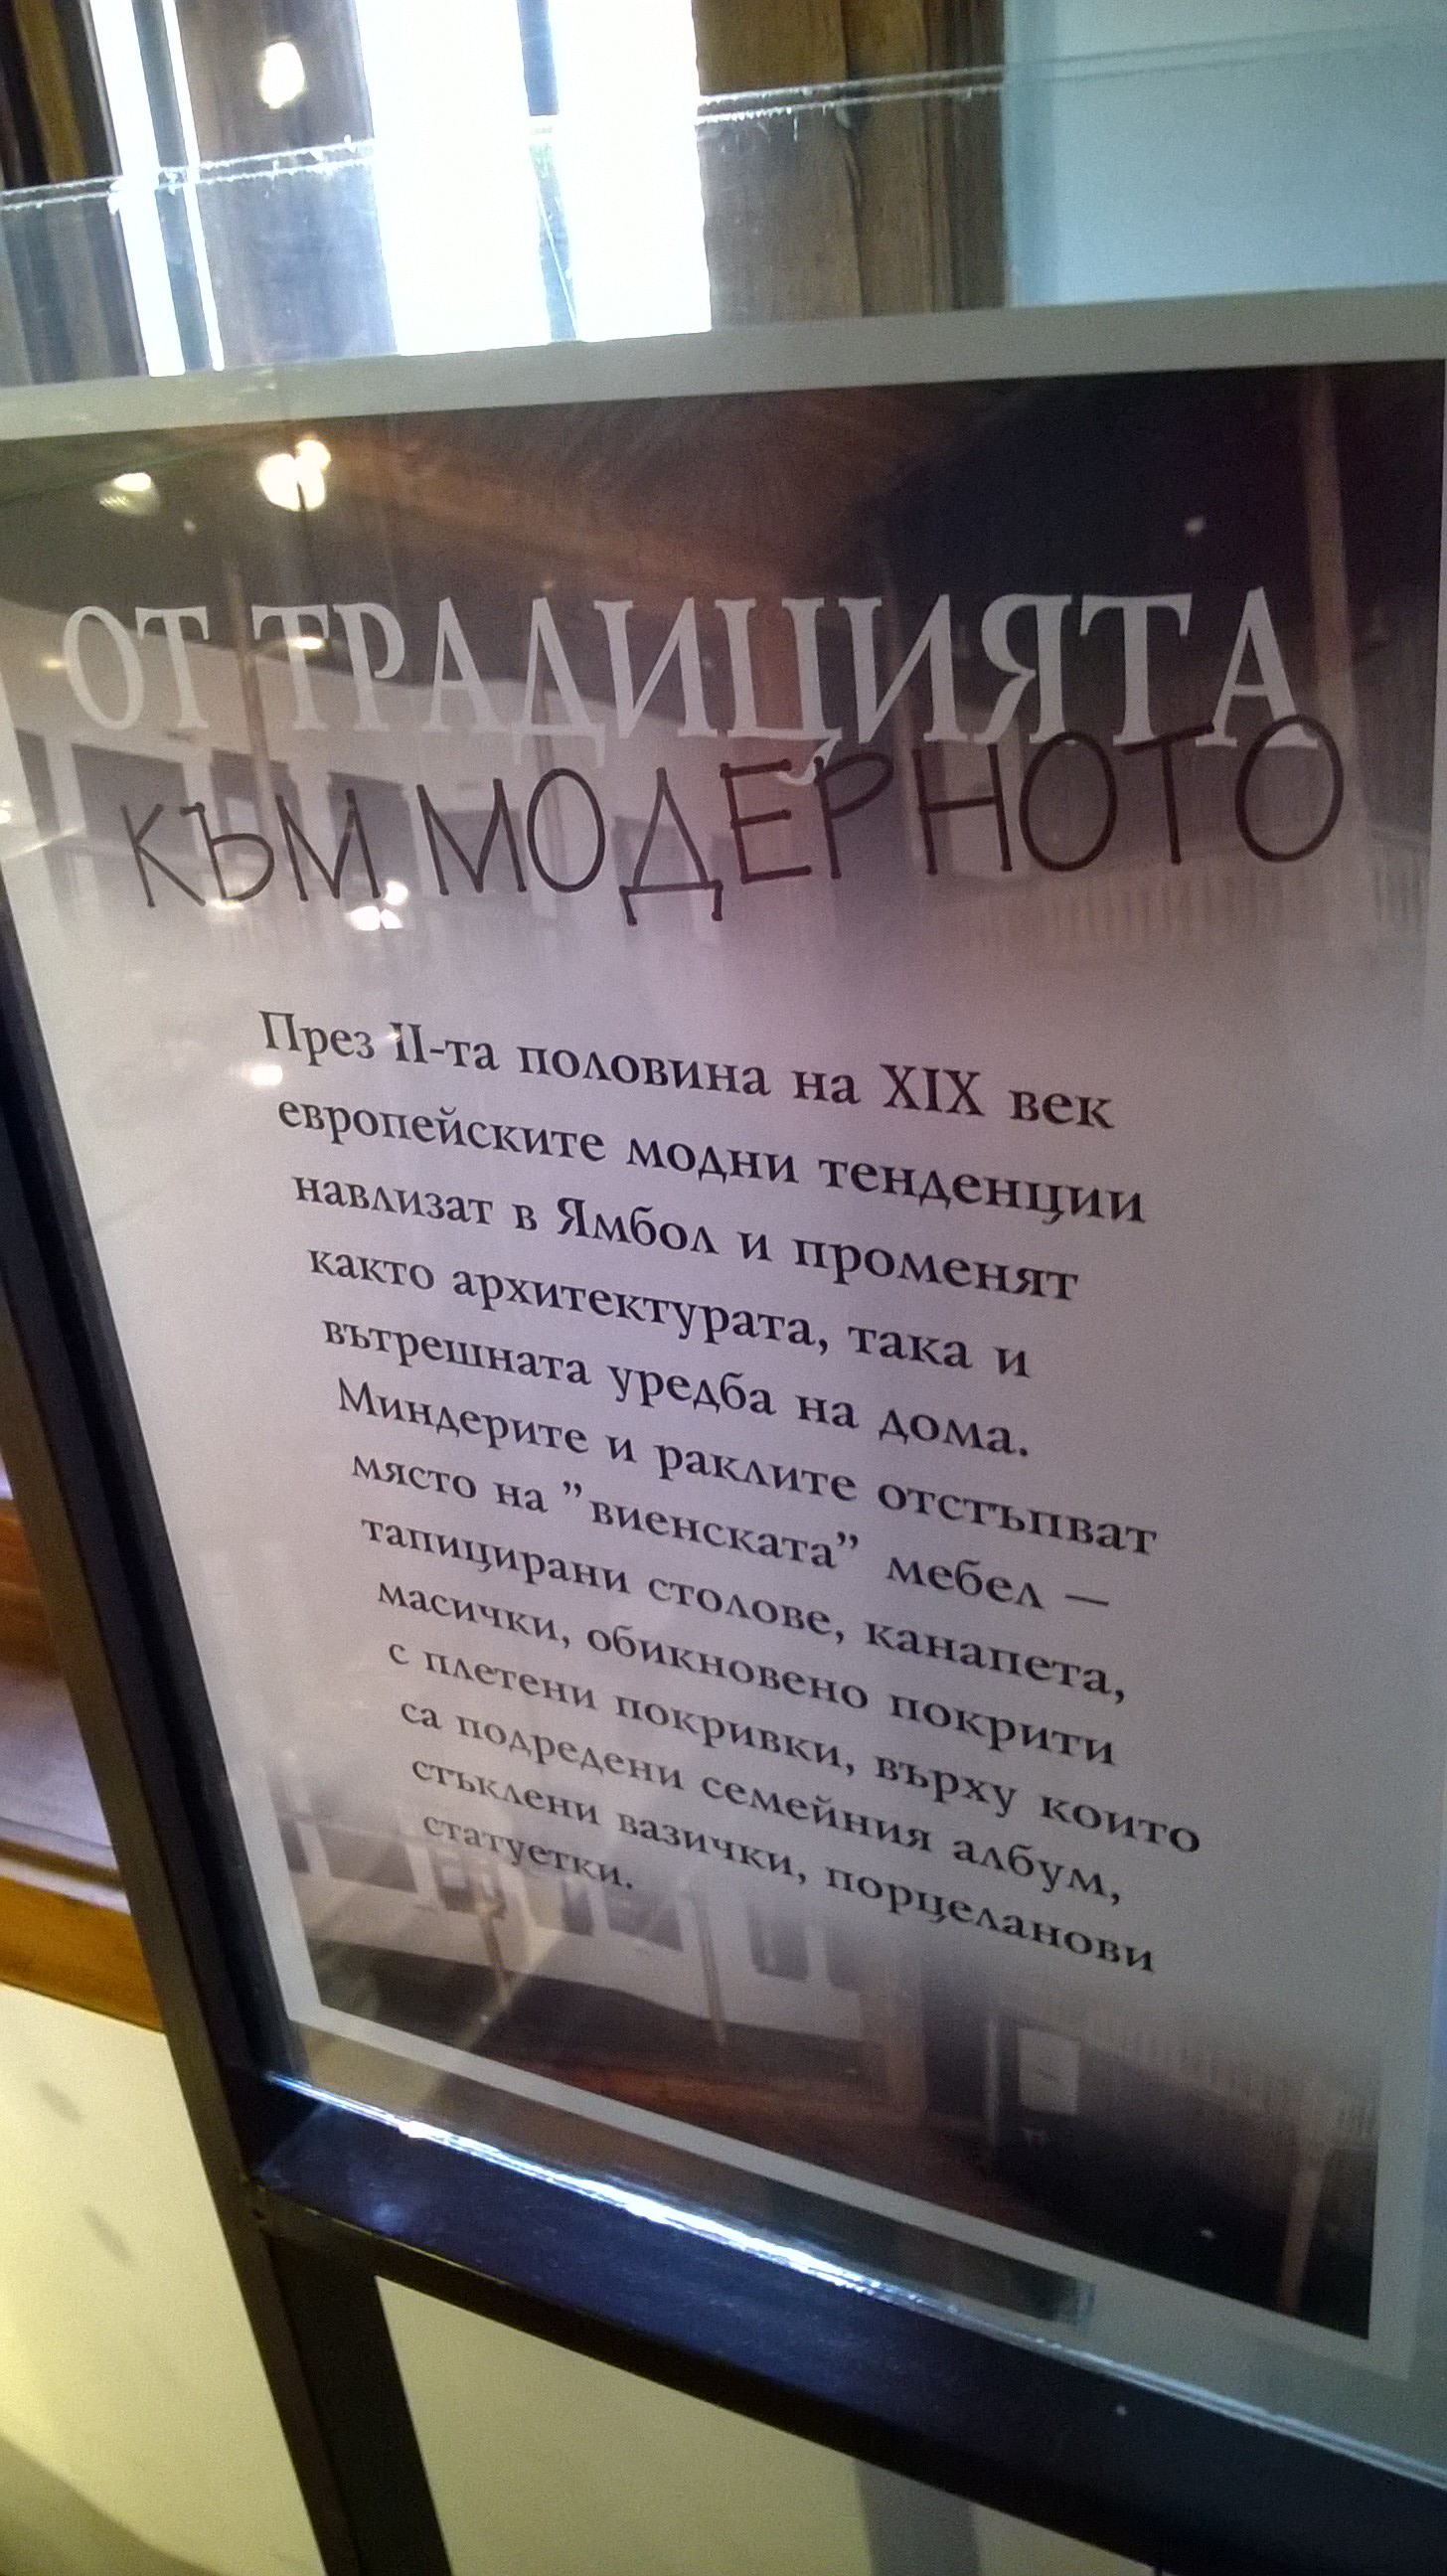 ОТ ТРАДИЦИЯТА
КЪМ МОДЕРНОТО
През II-та половина на XIX век
европейските модни тенденции
навлизат в Ямбол и променят
както архитектурата, така и
вътрешната уредба на дома.
Миндерите и раклите отстъпват
място на ”виенската” мебел —
тапицирани столове, канапета,
масички, обикновено покрити
с плетени покривки, върху които
са подредени семейния албум,
стъклени вазички, порцеланови
статуетки.